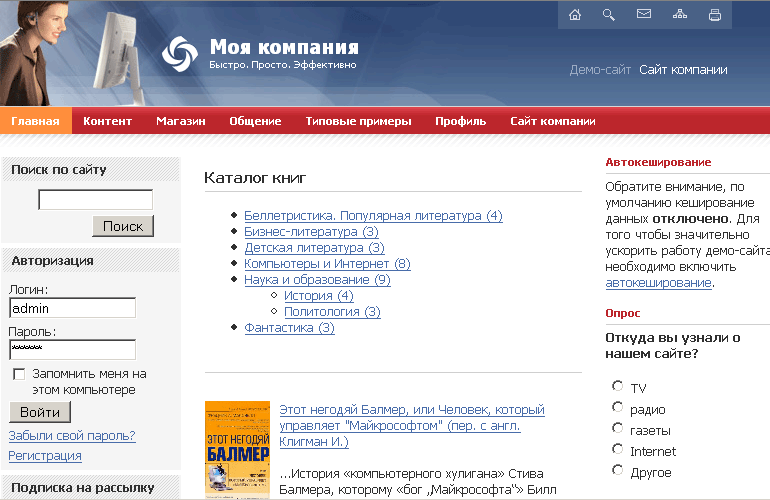 Моя компания
Быстро. Просто. Эффективно
Демо-сайт Сайт компании
Главная Контент Магазин Общение Типовые примеры Профиль Сайт компании
Поиск по сайту
Поиск
Авторизация
Логин:
admin
Пароль:
*******
Запомнить меня на
этом компьютере
Войти
Забыли свой пароль?
Регистрация
Подписка на рассылку
Каталог книг
Беллетристика. Популярная литература (4)
Бизнес-литература (3)
Детская литература (3)
Компьютеры и Интернет (8)
Наука и образование (9)
История (4)
Политология (3)
Фантастика (3)
ЭТОТ НЕГОДЯЙ
БАЛМЕР
Этот негодяй Балмер, или Человек, который
управляет "Майкрософтом" (пер. с англ.
Клигман И.)
...История «компьютерного хулигана» Стива
Балмера, которому «бог „Майкрософта“» Билл
Автокеширование
Обратите внимание, по
умолчанию кеширование
данных отключено. Для
того чтобы значительно
ускорить работу демо-сайта
необходимо включить
автокеширование.
Опрос
Откуда вы узнали о
нашем сайте?
TV
радио
газеты
Internet
Другое